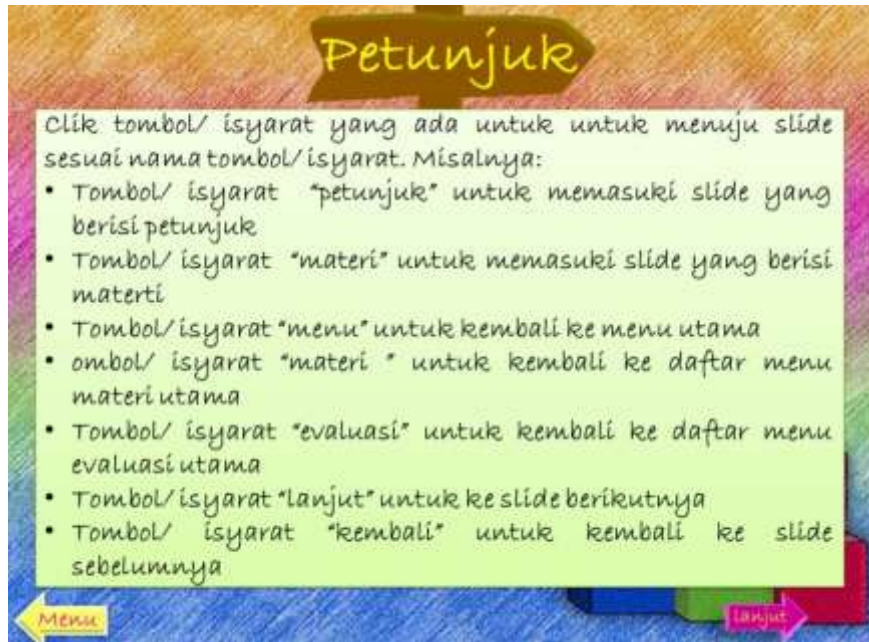 Petunjuk
Clik tombol/ isyarat yang ada untuk untuk menuju slide
sesuai nama tombol/ isyarat. Misalnya:
• Tombol/ isyarat "petunjuk" untuk memasuki slide yang
berisi petunjuk
• Tombol/ isyarat "materi" untuk memasuki slide yang berisi
materti
• Tombol/ isyarat "menu" untuk kembali ke menu utama
• ombol/ isyarat "materi " untuk kembali ke daftar menu
materi utama
• Tombol/ isyarat "evaluasi" untuk kembali ke daftar menu
evaluasi utama
• Tombol/ isyarat "lanjut" untuk ke slide berikutnya
• Tombol/ isyarat "kembali" untuk kembali ke slide
sebelumnya
Menu
lanjut